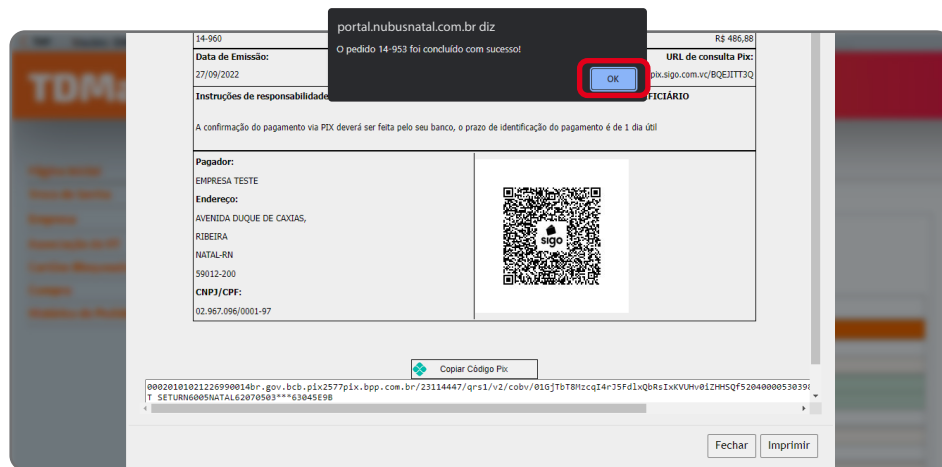 portal.nubusnatal.com.br diz
O pedido 14-953 foi concluído com sucesso!
OK
14-960
R$ 486,88
Data de Emissão:
URL de consulta Pix:
27/09/2022
pix.sigo.com.vc/BQEJITT3Q
Instruções de responsabilidade
FICIÁRIO
A confirmação do pagamento via PIX deverá ser feita pelo seu banco, o prazo de identificação do pagamento é de 1 dia útil
Pagador:
EMPRESA TESTE
Endereço:
AVENIDA DUQUE DE CAXIAS,
RIBEIRA
NATAL-RN
59012-200
CNPJ/CPF:
02.967.096/0001-97
sigo
Copiar Código Pix
00020101021226990014br.gov.bcb.pix2577pix.bpp.com.br/23114447/qrs1/v2/cobv/01GjTbT8MzcqI4rJ5FdlxQbRsIxKVUHv0iZHHSQf5204000053039
T SETURN6005NATAL62070503***63045E9B
Fechar
Imprimir
TDMa